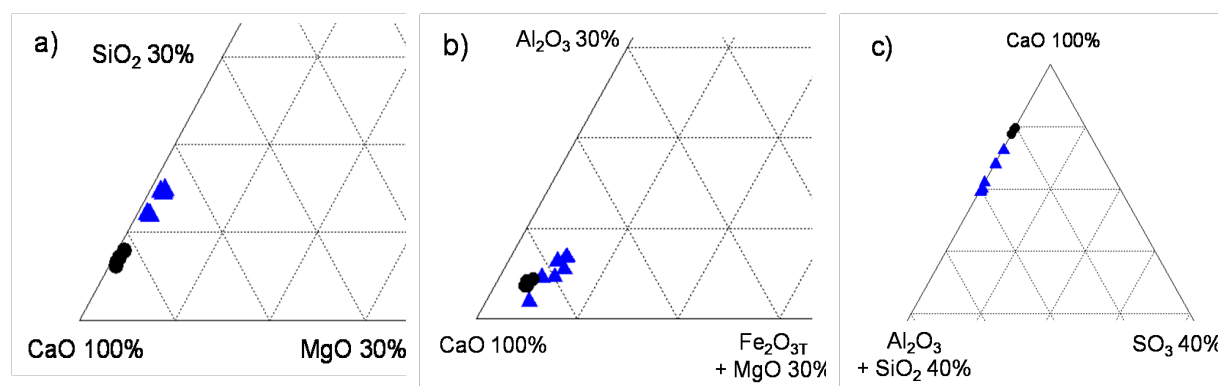 a)
SiO₂ 30%
CaO 100%
MgO 30%
b)
Al₂O₃ 30%
CaO 100%
Fe₂O₃T
+ MgO 30%
c)
CaO 100%
Al₂O₃
+ SiO₂ 40%
SO₃ 40%